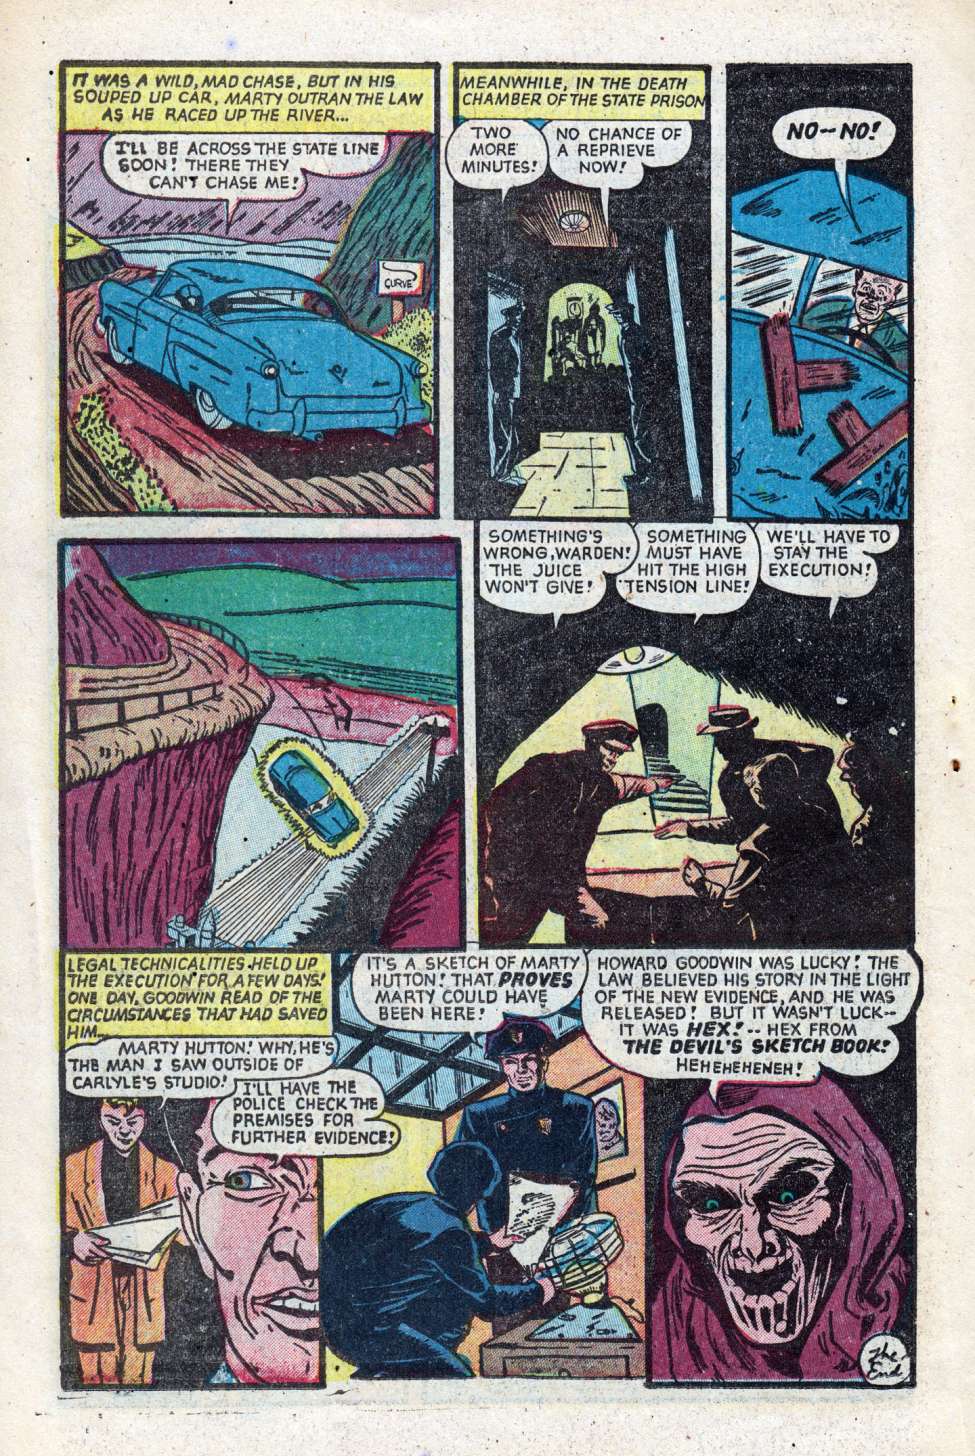 IT WAS A WILD, MAD CHASE, BUT IN HIS
SOUPED UP CAR, MARTY OUTRAN THE LAW
AS HE RACED UP THE RIVER...
I'LL BE ACROSS THE STATE LINE
SOON! THERE THEY
CAN'T CHASE ME!
CURVE
MEANWHILE, IN THE DEATH
CHAMBER OF THE STATE PRISON
TWO
MORE
MINUTES!
NO CHANCE OF
A REPRIEVE
NOW!
NO--NO!
SOMETHING'S
WRONG, WARDEN!
THE JUICE
WON'T GIVE!
SOMETHING
MUST HAVE
HIT THE HIGH
TENSION LINE!
WE'LL HAVE TO
STAY THE
EXECUTION!
LEGAL TECHNICALITIES HELD UP
THE EXECUTION FOR A FEW DAYS!
ONE DAY, GOODWIN READ OF THE
CIRCUMSTANCES THAT HAD SAVED
HIM...
MARTY HUTTON! WHY, HE'S
THE MAN I SAW OUTSIDE OF
CARLYLE'S STUDIO!
I'LL HAVE THE
POLICE CHECK THE
PREMISES FOR
FURTHER EVIDENCE!
IT'S A SKETCH OF MARTY
HUTTON! THAT PROVES
MARTY COULD HAVE
BEEN HERE!
HOWARD GOODWIN WAS LUCKY! THE
LAW BELIEVED HIS STORY IN THE LIGHT
OF THE NEW EVIDENCE, AND HE WAS
RELEASED! BUT IT WASN'T LUCK--
IT WAS HEX!-- HEX FROM
THE DEVIL'S SKETCH BOOK!
HEHEHEHEHEH!
The
End